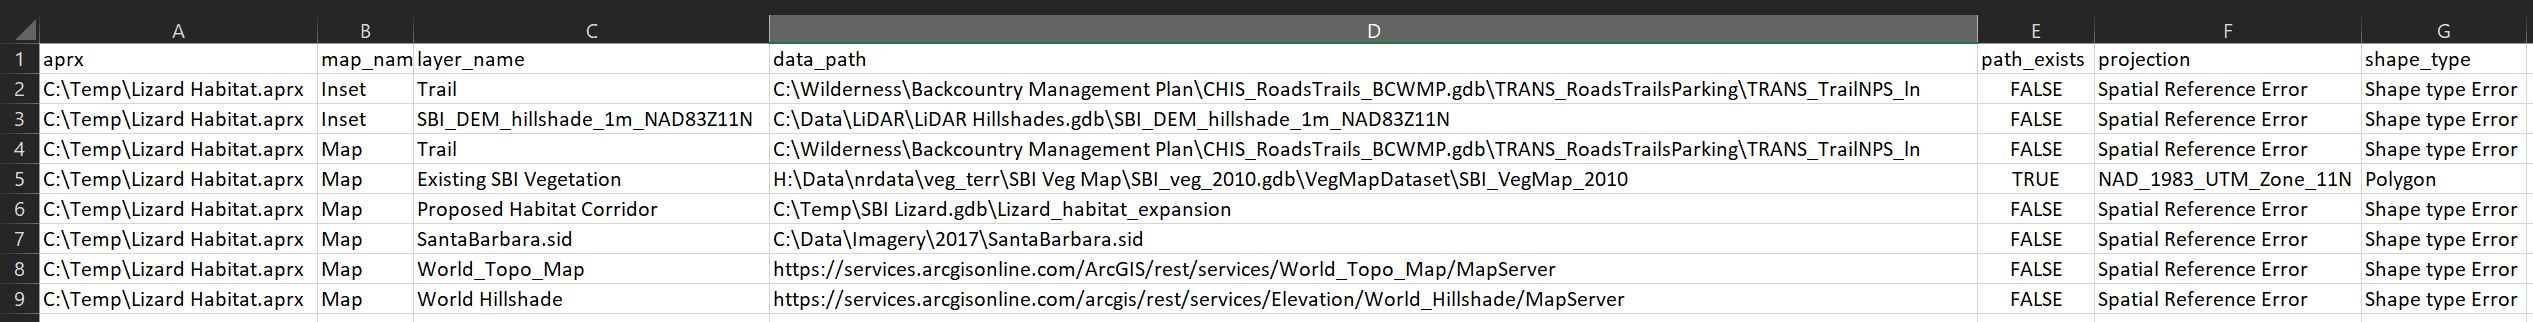 A B C D E F G
1 aprx map_nam layer_name data_path path_exists projection shape_type
2 C:\Temp\Lizard Habitat.aprx Inset Trail C:\Wilderness\Backcountry Management Plan\CHIS_RoadsTrails_BCWMP.gdb\TRANS_RoadsTrailsParking\TRANS_TrailNPS_ln FALSE Spatial Reference Error Shape type Error
3 C:\Temp\Lizard Habitat.aprx Inset SBI_DEM_hillshade_1m_NAD83Z11N C:\Data\LiDAR\LiDAR Hillshades.gdb\SBI_DEM_hillshade_1m_NAD83Z11N FALSE Spatial Reference Error Shape type Error
4 C:\Temp\Lizard Habitat.aprx Map Trail C:\Wilderness\Backcountry Management Plan\CHIS_RoadsTrails_BCWMP.gdb\TRANS_RoadsTrailsParking\TRANS_TrailNPS_ln FALSE Spatial Reference Error Shape type Error
5 C:\Temp\Lizard Habitat.aprx Map Existing SBI Vegetation H:\Data\nrdata\veg_terr\SBI Veg Map\SBI_veg_2010.gdb\VegMapDataset\SBI_VegMap_2010 TRUE NAD_1983_UTM_Zone_11N Polygon
6 C:\Temp\Lizard Habitat.aprx Map Proposed Habitat Corridor C:\Temp\SBI Lizard.gdb\Lizard_habitat_expansion FALSE Spatial Reference Error Shape type Error
7 C:\Temp\Lizard Habitat.aprx Map SantaBarbara.sid C:\Data\Imagery\2017\SantaBarbara.sid FALSE Spatial Reference Error Shape type Error
8 C:\Temp\Lizard Habitat.aprx Map World_Topo_Map https://services.arcgisonline.com/ArcGIS/rest/services/World_Topo_Map/MapServer FALSE Spatial Reference Error Shape type Error
9 C:\Temp\Lizard Habitat.aprx Map World Hillshade https://services.arcgisonline.com/arcgis/rest/services/Elevation/World_Hillshade/MapServer FALSE Spatial Reference Error Shape type Error